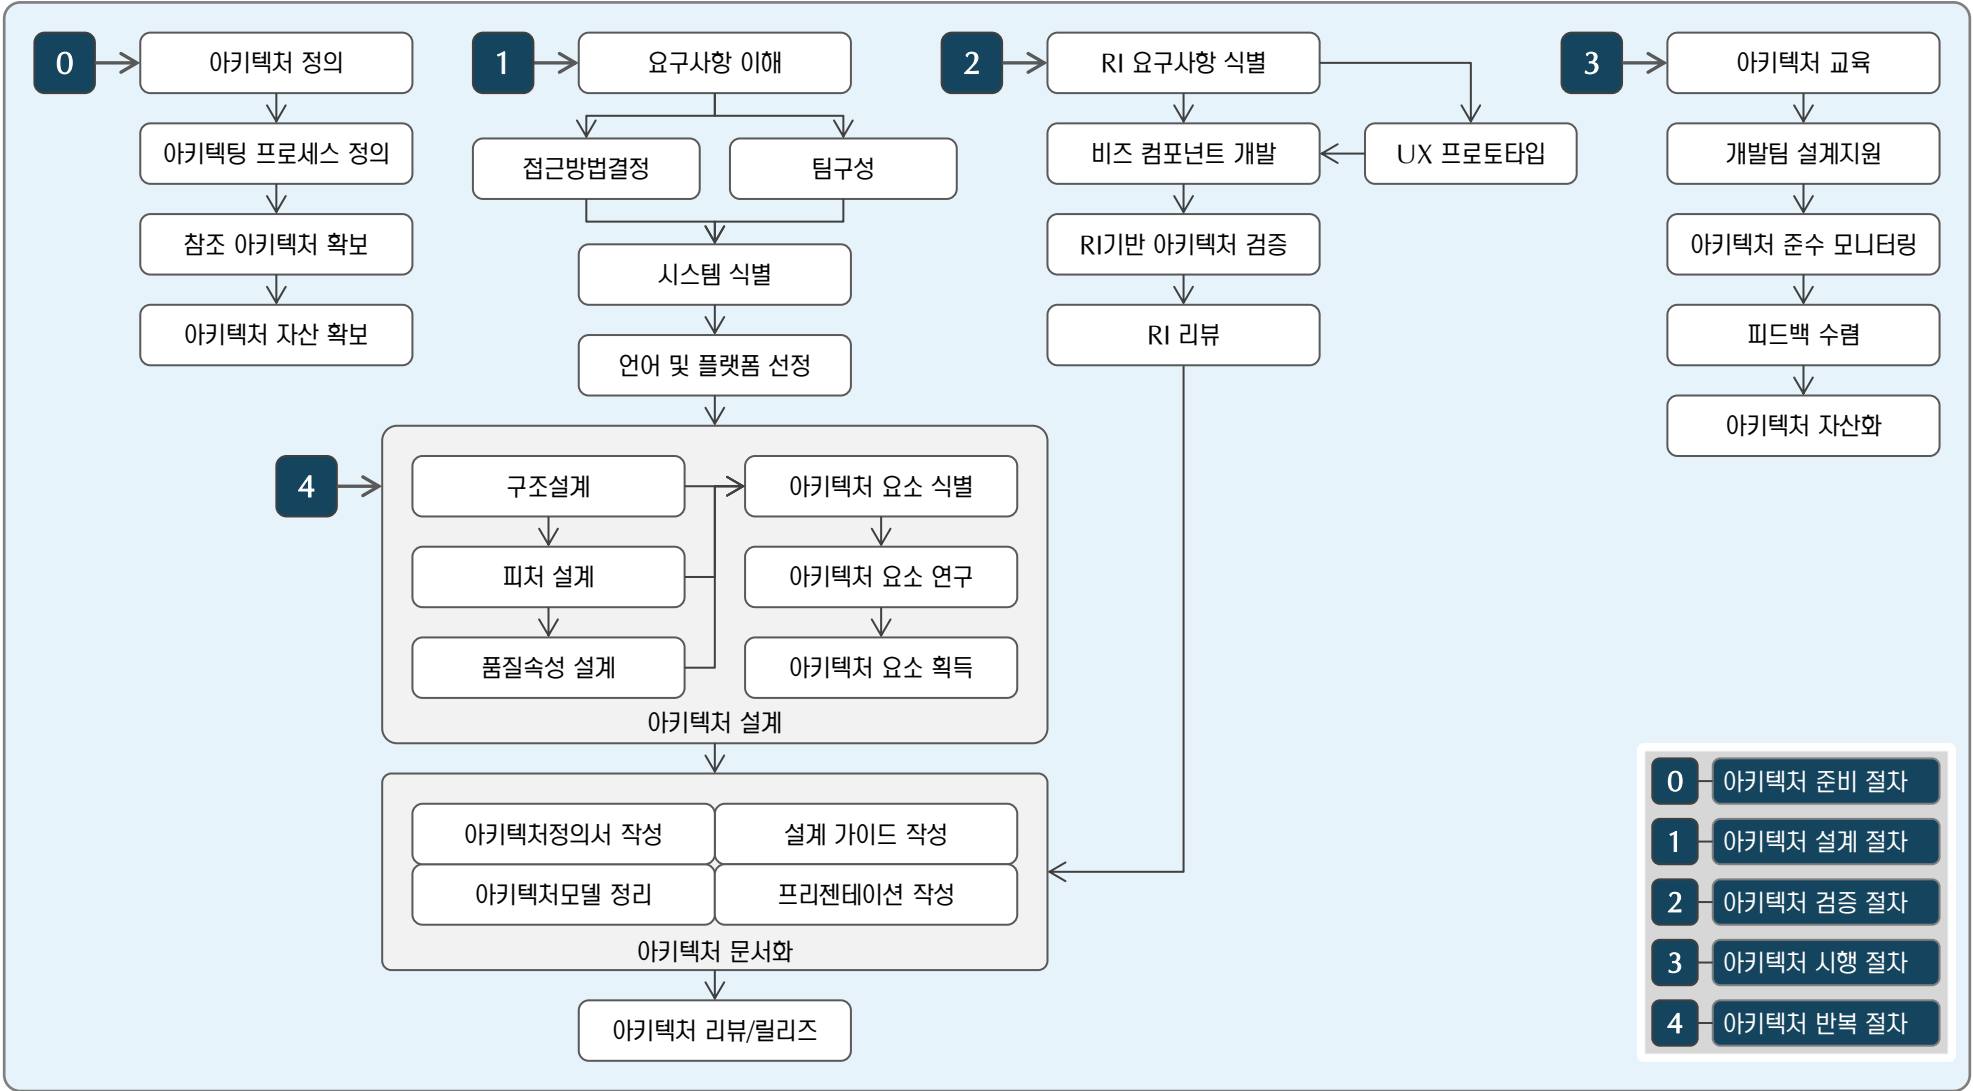 0
아키텍처 정의
아키텍팅 프로세스 정의
참조 아키텍처 확보
아키텍처 자산 확보
1
요구사항 이해
접근방법결정
팀구성
시스템 식별
언어 및 플랫폼 선정
4
구조설계
피처 설계
품질속성 설계
아키텍처 요소 식별
아키텍처 요소 연구
아키텍처 요소 획득
아키텍처 설계
아키텍처정의서 작성
설계 가이드 작성
아키텍처모델 정리
프리젠테이션 작성
아키텍처 문서화
아키텍처 리뷰/릴리즈
2
RI 요구사항 식별
비즈 컴포넌트 개발
UX 프로토타입
RI기반 아키텍처 검증
RI 리뷰
3
아키텍처 교육
개발팀 설계지원
아키텍처 준수 모니터링
피드백 수렴
아키텍처 자산화
0 아키텍처 준비 절차
1 아키텍처 설계 절차
2 아키텍처 검증 절차
3 아키텍처 시행 절차
4 아키텍처 반복 절차